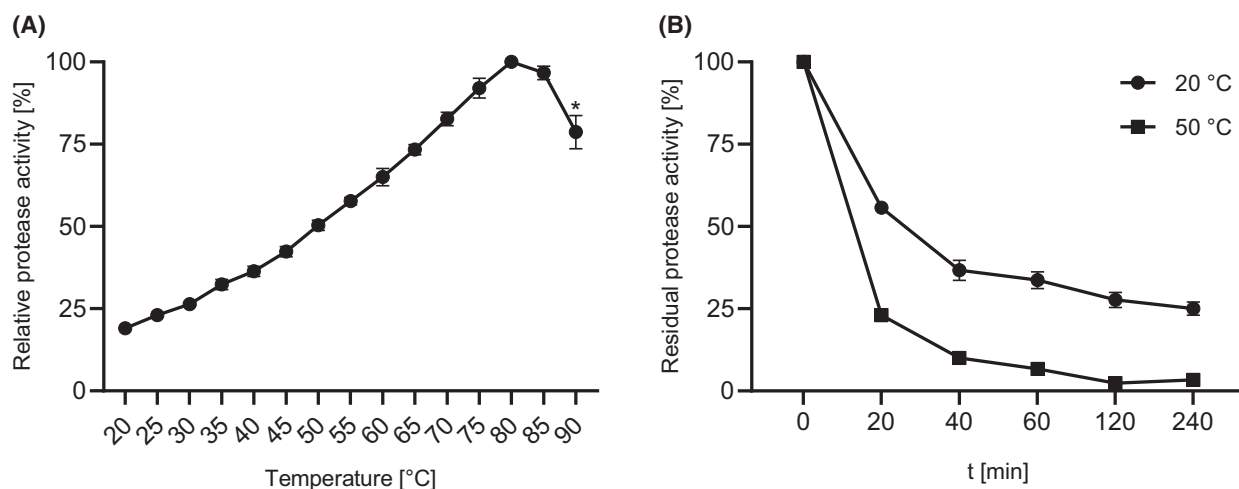 (A)
Relative protease activity [%]
100
75
50
25
0
*
20 25 30 35 40 45 50 55 60 65 70 75 80 85 90
Temperature [°C]
(B)
Residual protease activity [%]
100
75
50
25
0
20 °C
50 °C
0 20 40 60 120 240
t [min]